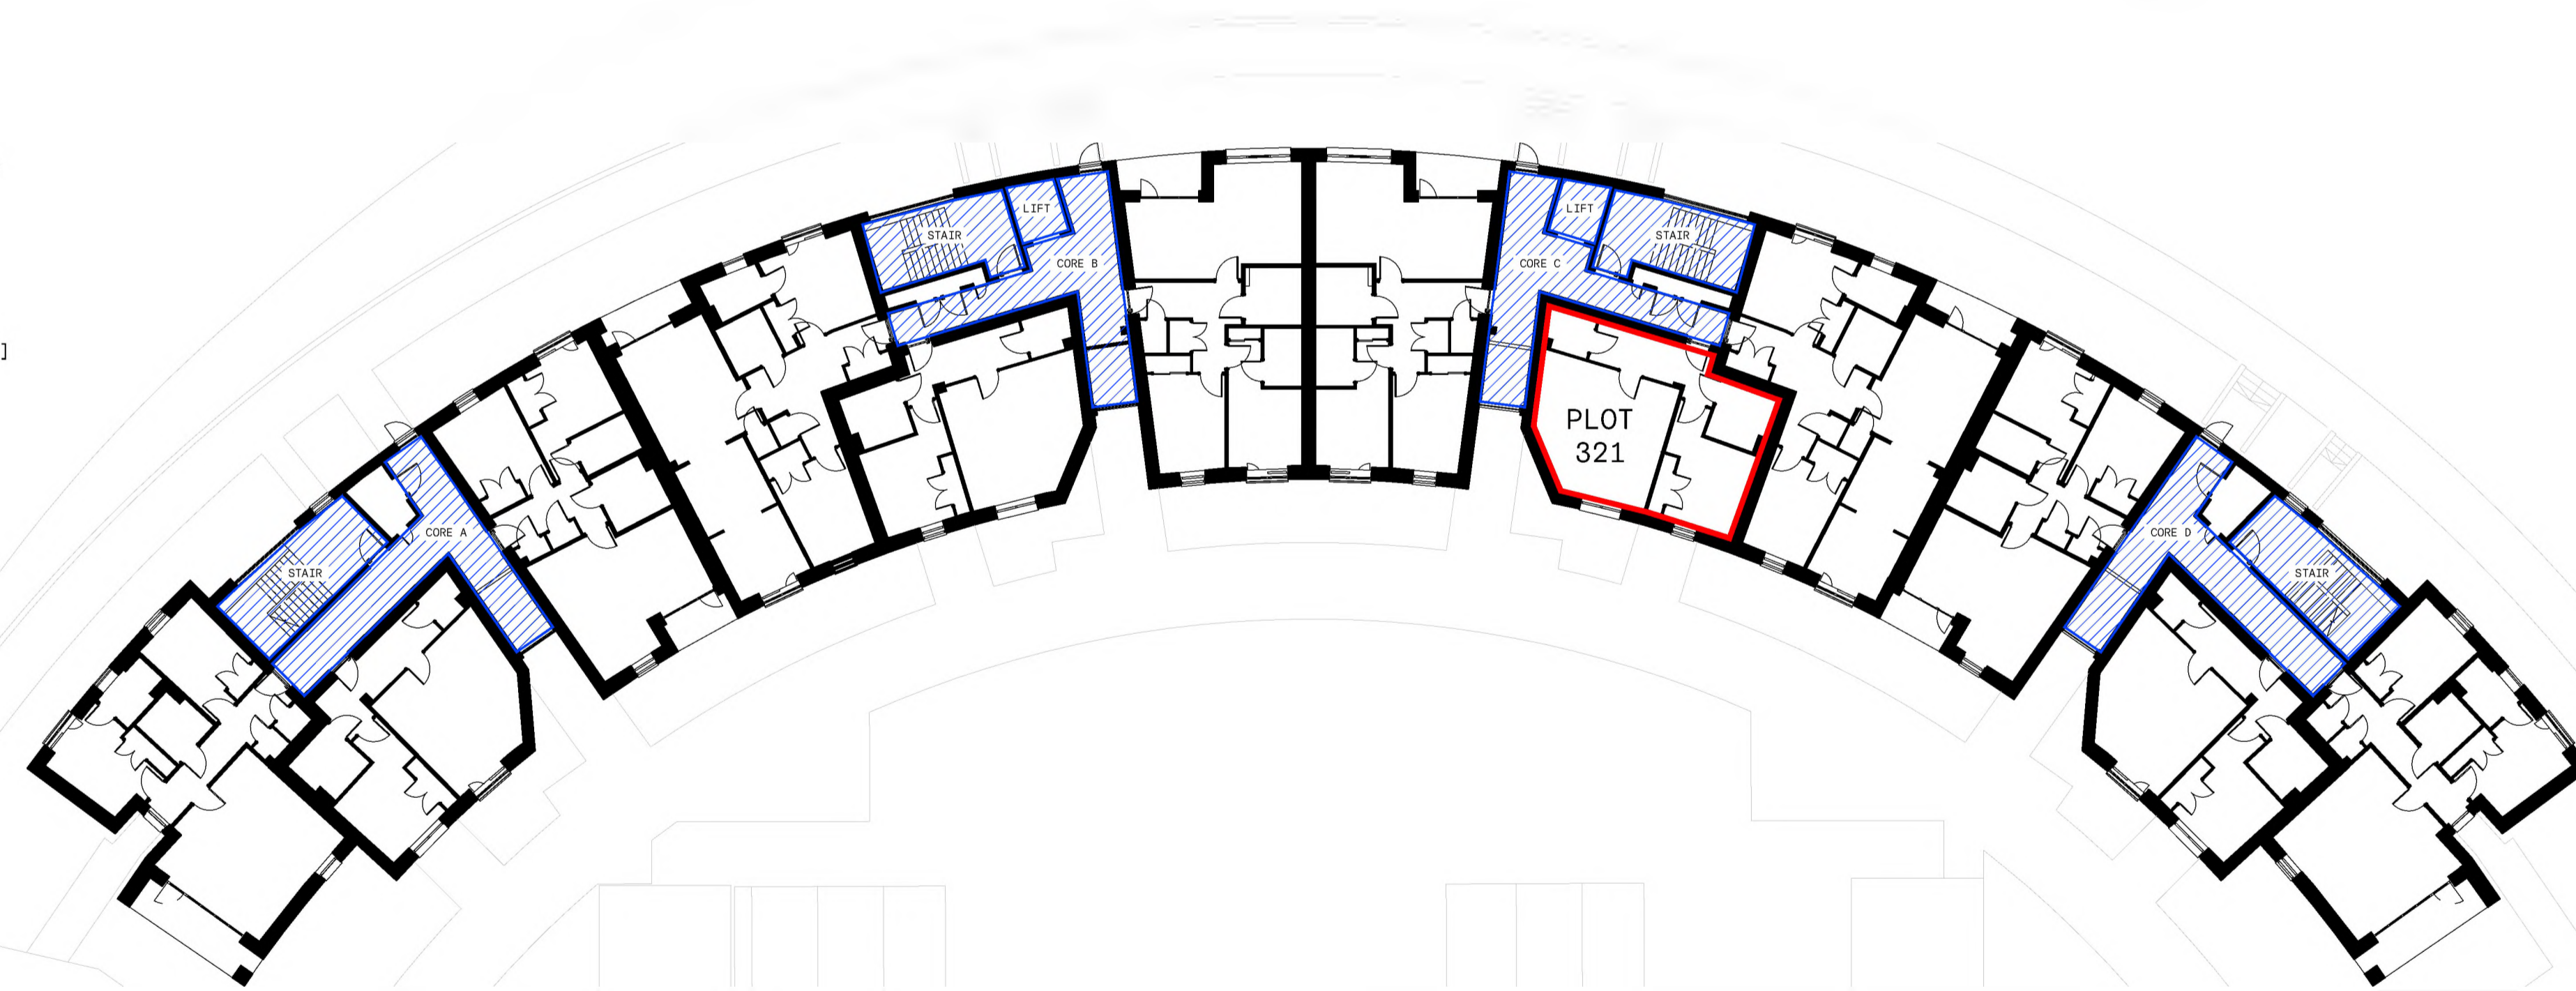 LIFT
LIFT
STAIR
STAIR
CORE B
CORE C
]
PLOT
321
CORE A
CORE D
STAIR
STAIR